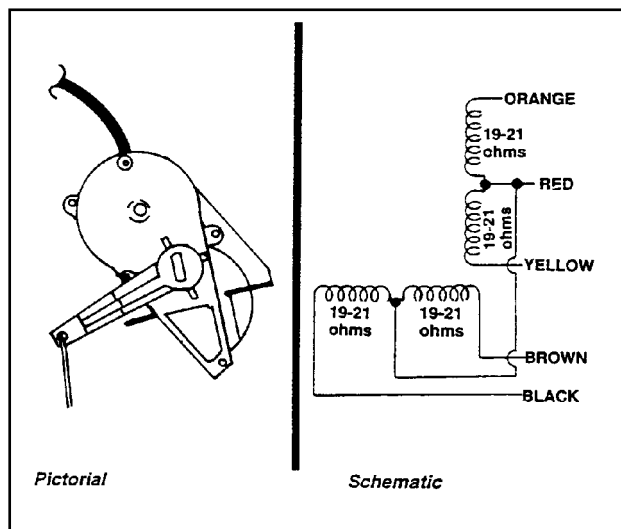 ORANGE
19-21
ohms
RED
19-21
ohms
YELLOW
19-21
ohms
19-21
ohms
BROWN
BLACK
Pictorial
Schematic